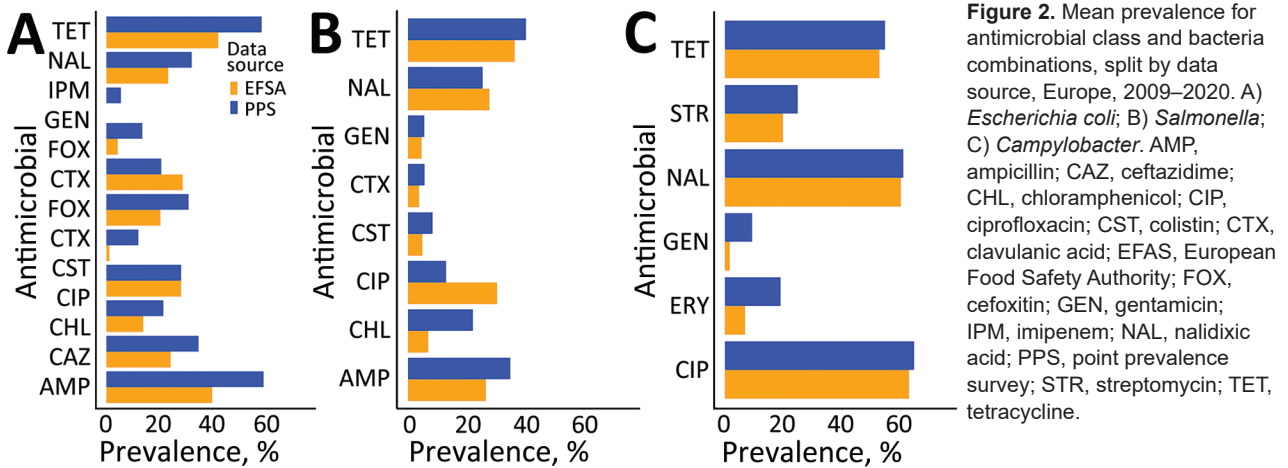 A
TET
NAL
IPM
GEN
FOX
CTX
FOX
CTX
CST
CIP
CHL
CAZ
AMP
Antimicrobial
0 20 40 60
Prevalence, %
Data
source
EFSA
PPS
B
TET
NAL
GEN
CTX
CST
CIP
CHL
AMP
Antimicrobial
0 20 40 60
Prevalence, %
C
TET
STR
NAL
GEN
ERY
CIP
Antimicrobial
0 20 40 60
Prevalence, %
Figure 2. Mean prevalence for
antimicrobial class and bacteria
combinations, split by data
source, Europe, 2009–2020. A)
Escherichia coli; B) Salmonella;
C) Campylobacter. AMP,
ampicillin; CAZ, ceftazidime;
CHL, chloramphenicol; CIP,
ciprofloxacin; CST, colistin; CTX,
clavulanic acid; EFAS, European
Food Safety Authority; FOX,
cefoxitin; GEN, gentamicin;
IPM, imipenem; NAL, nalidixic
acid; PPS, point prevalence
survey; STR, streptomycin; TET,
tetracycline.